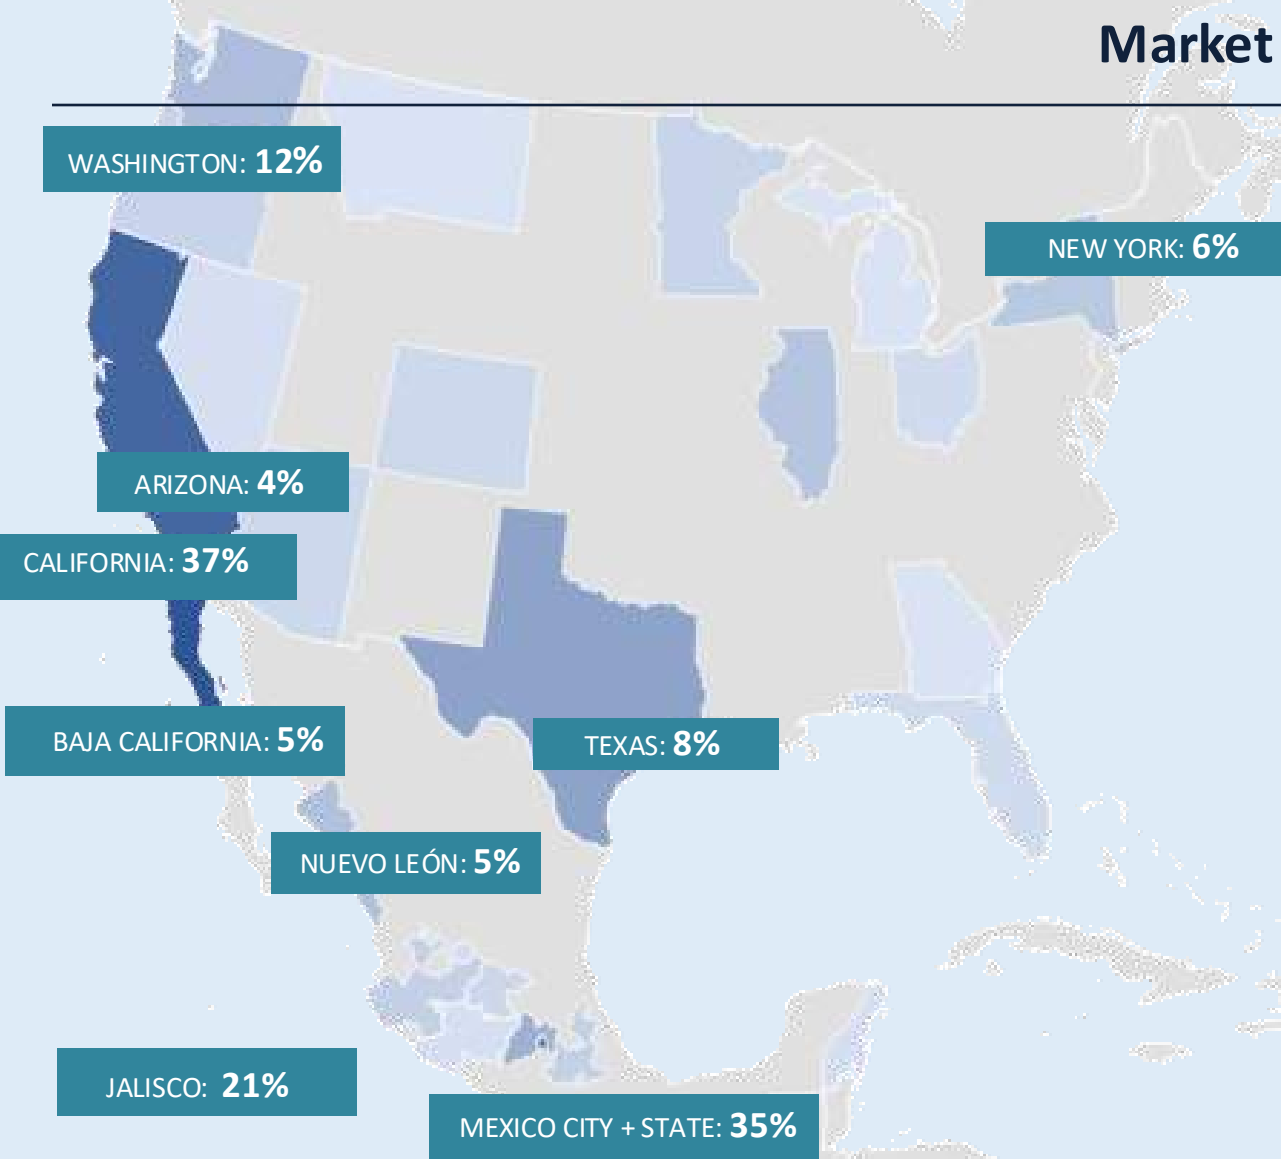 Market
WASHINGTON: 12%
NEW YORK: 6%
ARIZONA: 4%
CALIFORNIA: 37%
BAJA CALIFORNIA: 5%
TEXAS: 8%
NUEVO LEÓN: 5%
JALISCO: 21%
MEXICO CITY + STATE: 35%